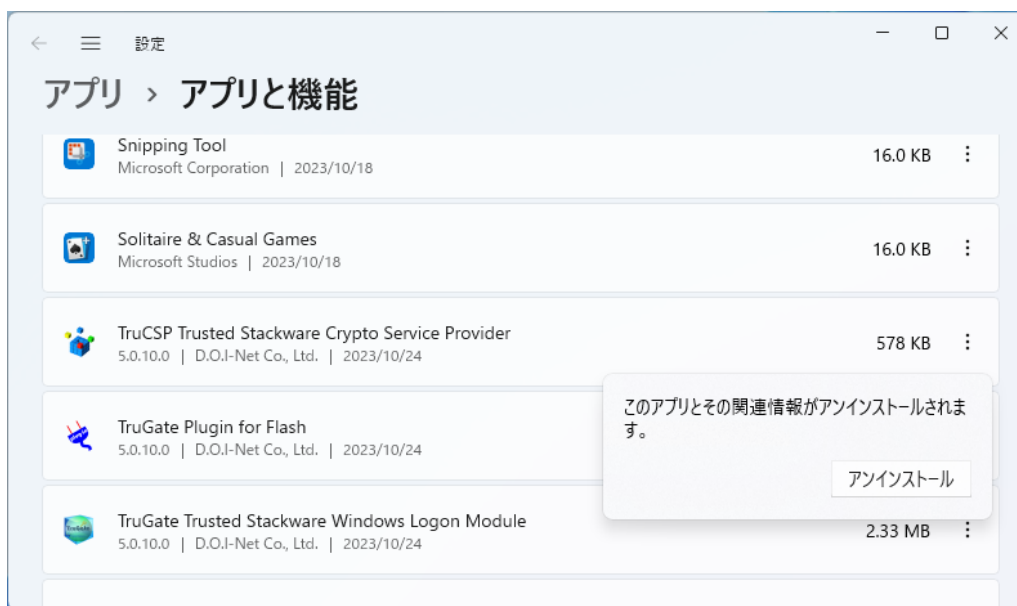 設定
アプリ › アプリと機能
Snipping Tool
Microsoft Corporation | 2023/10/18
16.0 KB
Solitaire & Casual Games
Microsoft Studios | 2023/10/18
16.0 KB
TruCSP Trusted Stackware Crypto Service Provider
5.0.10.0 | D.O.I-Net Co., Ltd. | 2023/10/24
578 KB
このアプリとその関連情報がアンインストールされま
す。
アンインストール
TruGate Plugin for Flash
5.0.10.0 | D.O.I-Net Co., Ltd. | 2023/10/24
TruGate Trusted Stackware Windows Logon Module
5.0.10.0 | D.O.I-Net Co., Ltd. | 2023/10/24
2.33 MB